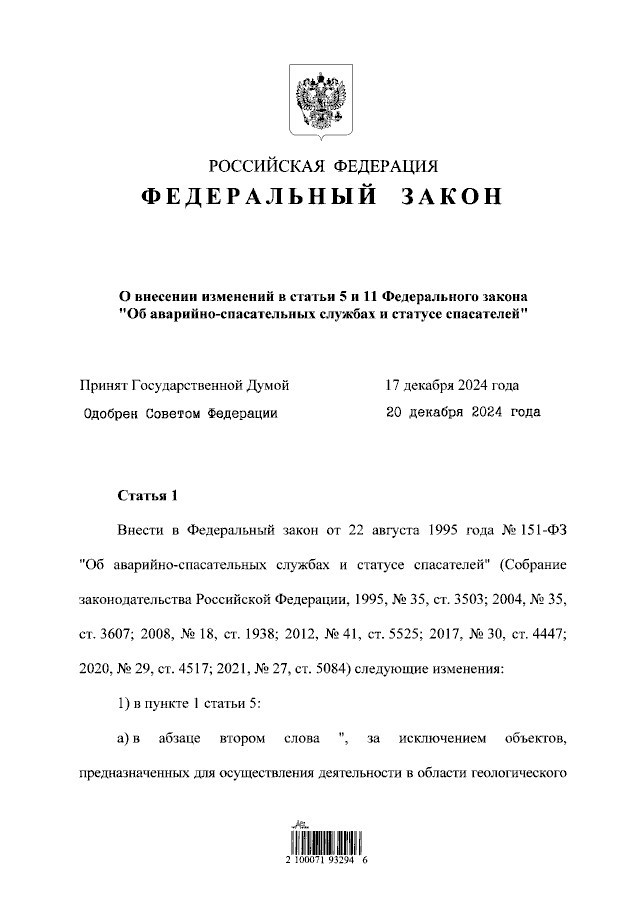 РОССИЙСКАЯ ФЕДЕРАЦИЯ
ФЕДЕРАЛЬНЫЙ ЗАКОН
О внесении изменений в статьи 5 и 11 Федерального закона
"Об аварийно-спасательных службах и статусе спасателей"
Принят Государственной Думой 17 декабря 2024 года
Одобрен Советом Федерации 20 декабря 2024 года
Статья 1
Внести в Федеральный закон от 22 августа 1995 года № 151-ФЗ
"Об аварийно-спасательных службах и статусе спасателей" (Собрание
законодательства Российской Федерации, 1995, № 35, ст. 3503; 2004, № 35,
ст. 3607; 2008, № 18, ст. 1938; 2012, № 41, ст. 5525; 2017, № 30, ст. 4447;
2020, № 29, ст. 4517; 2021, № 27, ст. 5084) следующие изменения:
1) в пункте 1 статьи 5:
а) в абзаце втором слова ", за исключением объектов,
предназначенных для осуществления деятельности в области геологического
2 100071 93294 6